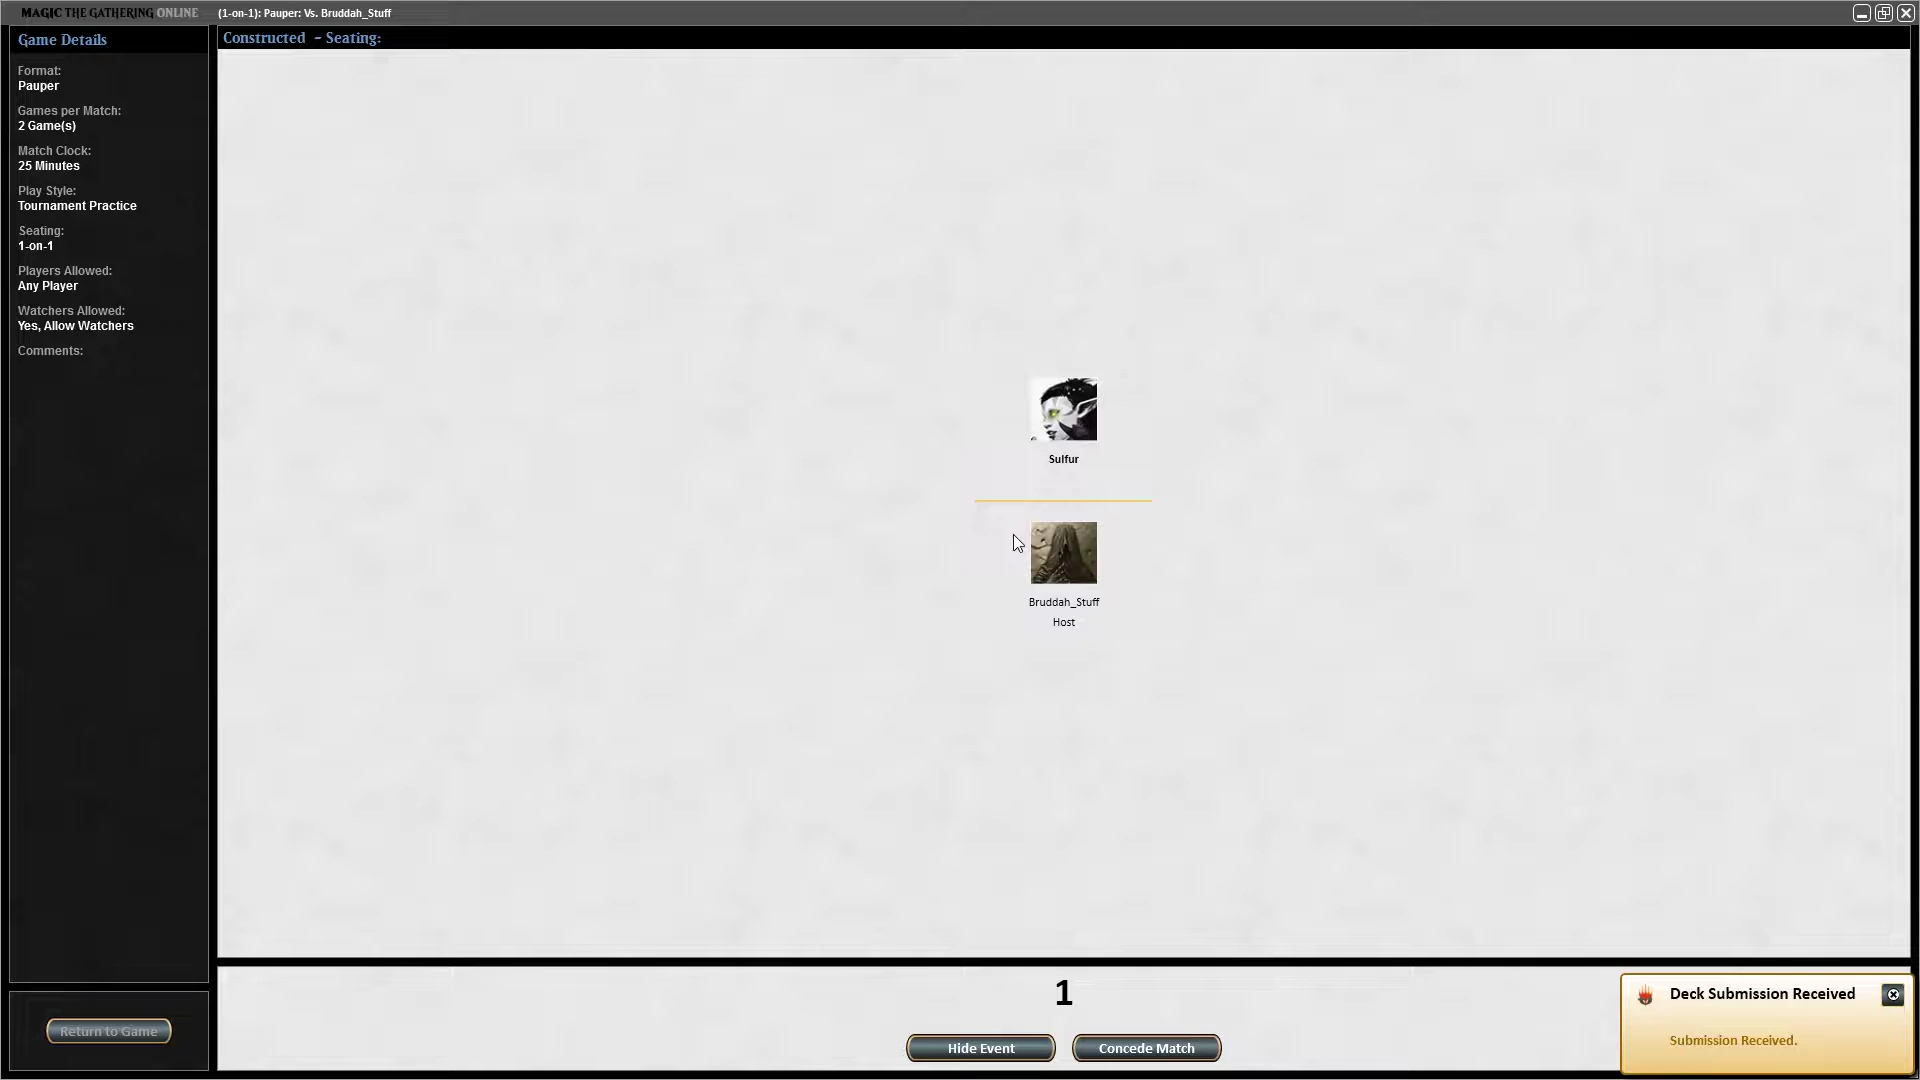 MAGIC THE GATHERING ONLINE
(1-on-1): Pauper: Vs. Bruddah_Stuff
Game Details
Format:
Pauper
Games per Match:
2 Game(s)
Match Clock:
25 Minutes
Play Style:
Tournament Practice
Seating:
1-on-1
Players Allowed:
Any Player
Watchers Allowed:
Yes, Allow Watchers
Comments:
Return to Game
Constructed - Seating:
Sulfur
Bruddah_Stuff
Host
1
Hide Event
Concede Match
Deck Submission Received
Submission Received.